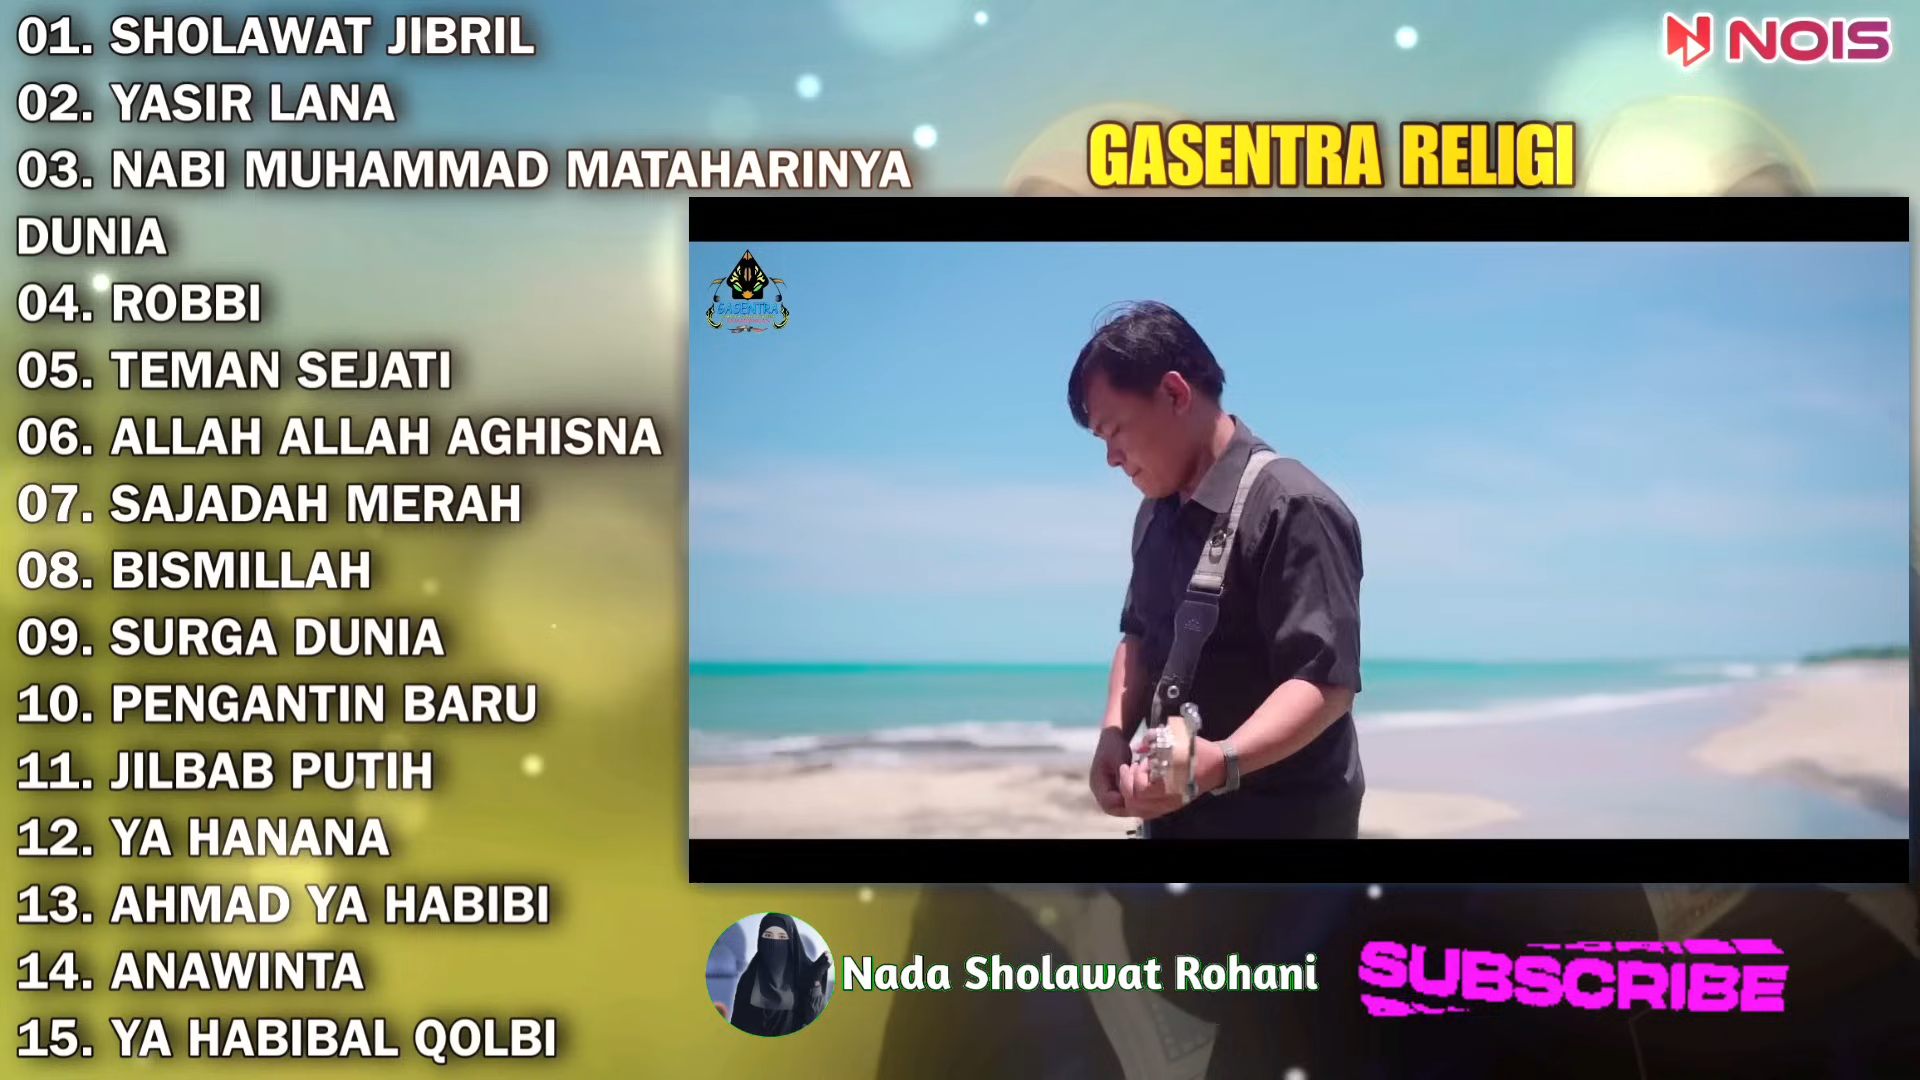 01. SHOLAWAT JIBRIL
02. YASIR LANA
03. NABI MUHAMMAD MATAHARINYA
DUNIA
04. ROBBI
05. TEMAN SEJATI
06. ALLAH ALLAH AGHISNA
07. SAJADAH MERAH
08. BISMILLAH
09. SURGA DUNIA
10. PENGANTIN BARU
11. JILBAB PUTIH
12. YA HANANA
13. AHMAD YA HABIBI
14. ANAWINTA
15. YA HABIBAL QOLBI
NOIS
GASENTRA RELIGI
GASENTRA
Nada Sholawat Rohani
SUBSCRIBE